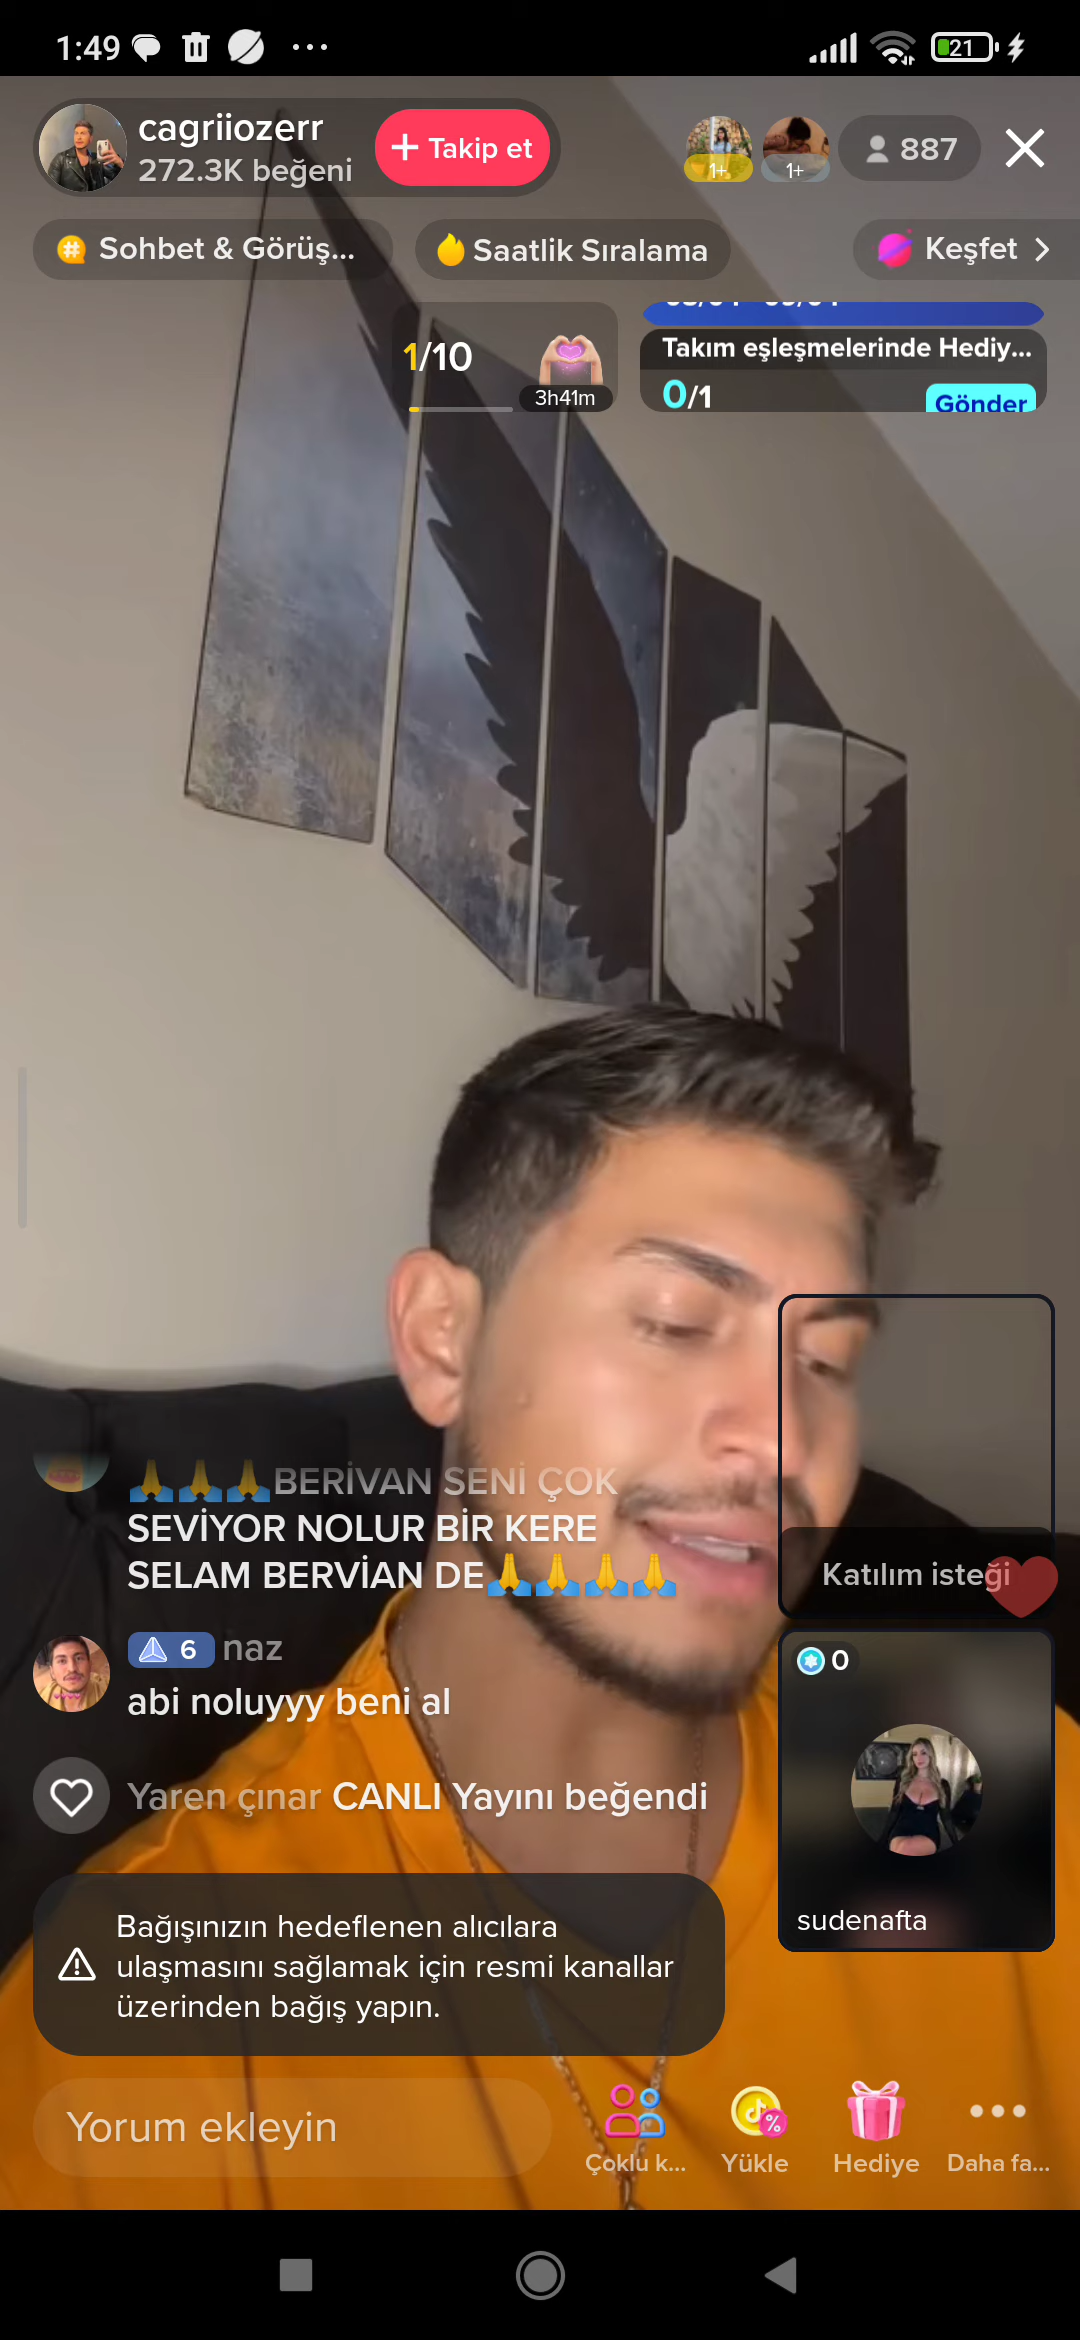 1:49
21
cagriiozerr
272.3K beğeni
+ Takip et
1+
1+
887
Sohbet & Görüş...
Saatlik Sıralama
Keşfet
1/10
3h41m
Takım eşleşmelerinde Hediy...
0/1
Gönder
🙏🙏🙏BERİVAN SENİ ÇOK
SEVİYOR NOLUR BİR KERE
SELAM BERVİAN DE🙏🙏🙏🙏
6 naz
abi noluyyy beni al
Yaren çınar CANLI Yayını beğendi
Katılım isteği
0
sudenafta
Bağışınızın hedeflenen alıcılara
ulaşmasını sağlamak için resmi kanallar
üzerinden bağış yapın.
Yorum ekleyin
Çoklu k...
Yükle
Hediye
Daha fa...